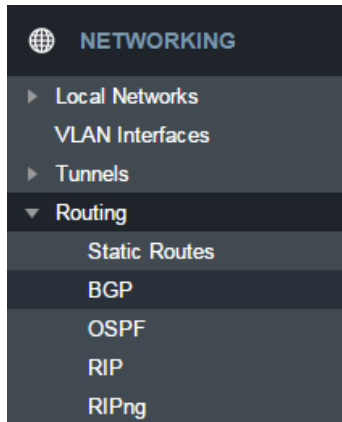 NETWORKING
Local Networks
VLAN Interfaces
Tunnels
Routing
Static Routes
BGP
OSPF
RIP
RIPng